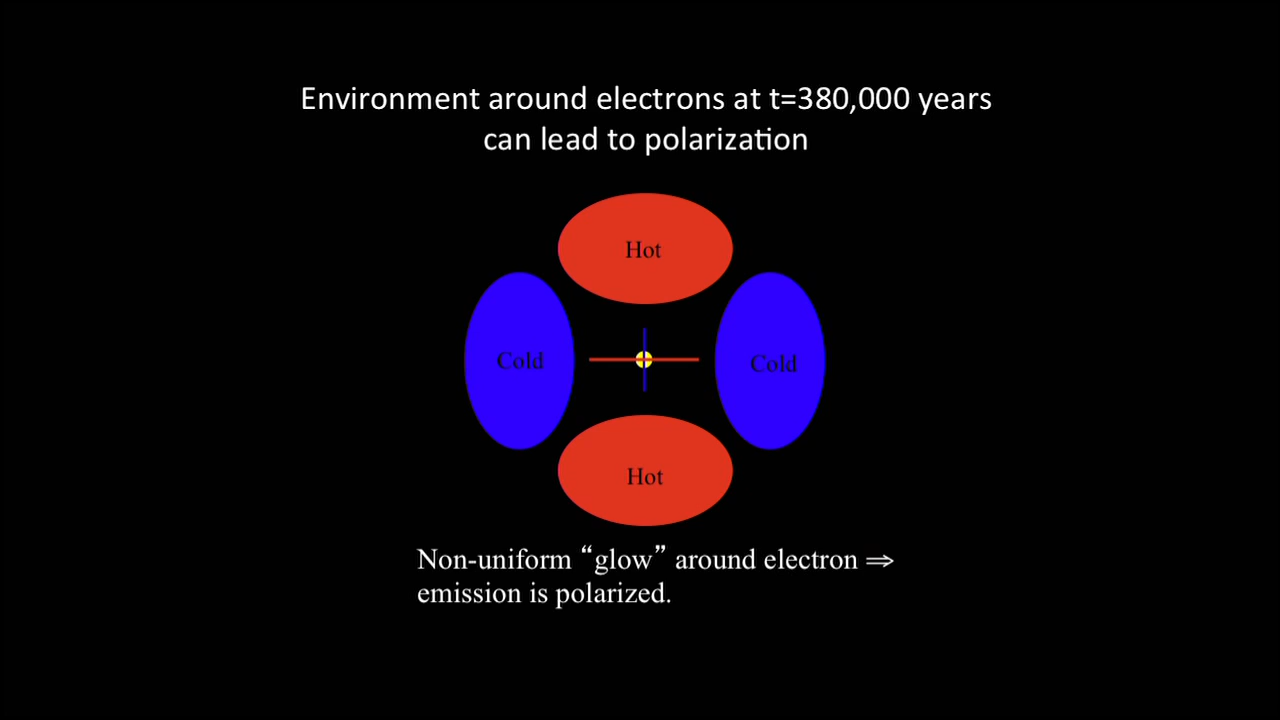 Environment around electrons at t=380,000 years
can lead to polarization
Hot
Cold
Cold
Hot
Non-uniform “glow” around electron ⇒
emission is polarized.